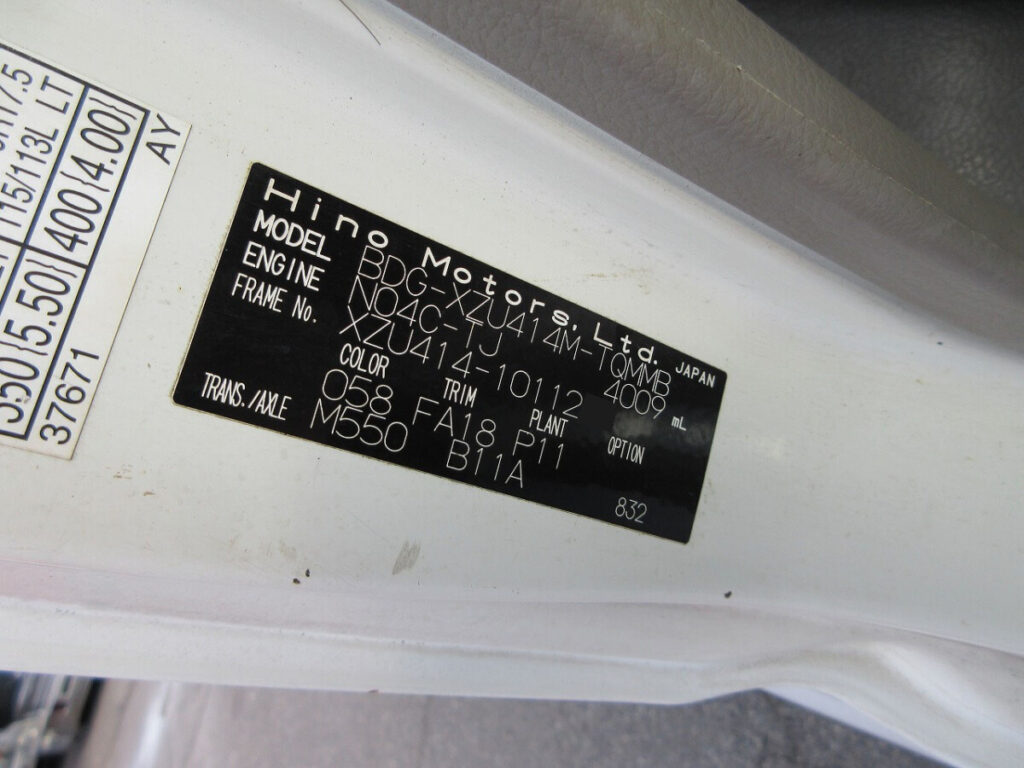 115/113L LT
5.50}
400{4.00}
37671
AY
Hino Motors, Ltd. JAPAN
MODEL BDG-XZU414M-TQMMB
ENGINE N04C-TJ 4009 mL
FRAME No. XZU414-10112
COLOR TRIM PLANT OPTION
058 FA18 P11
TRANS./AXLE M550 B11A
832